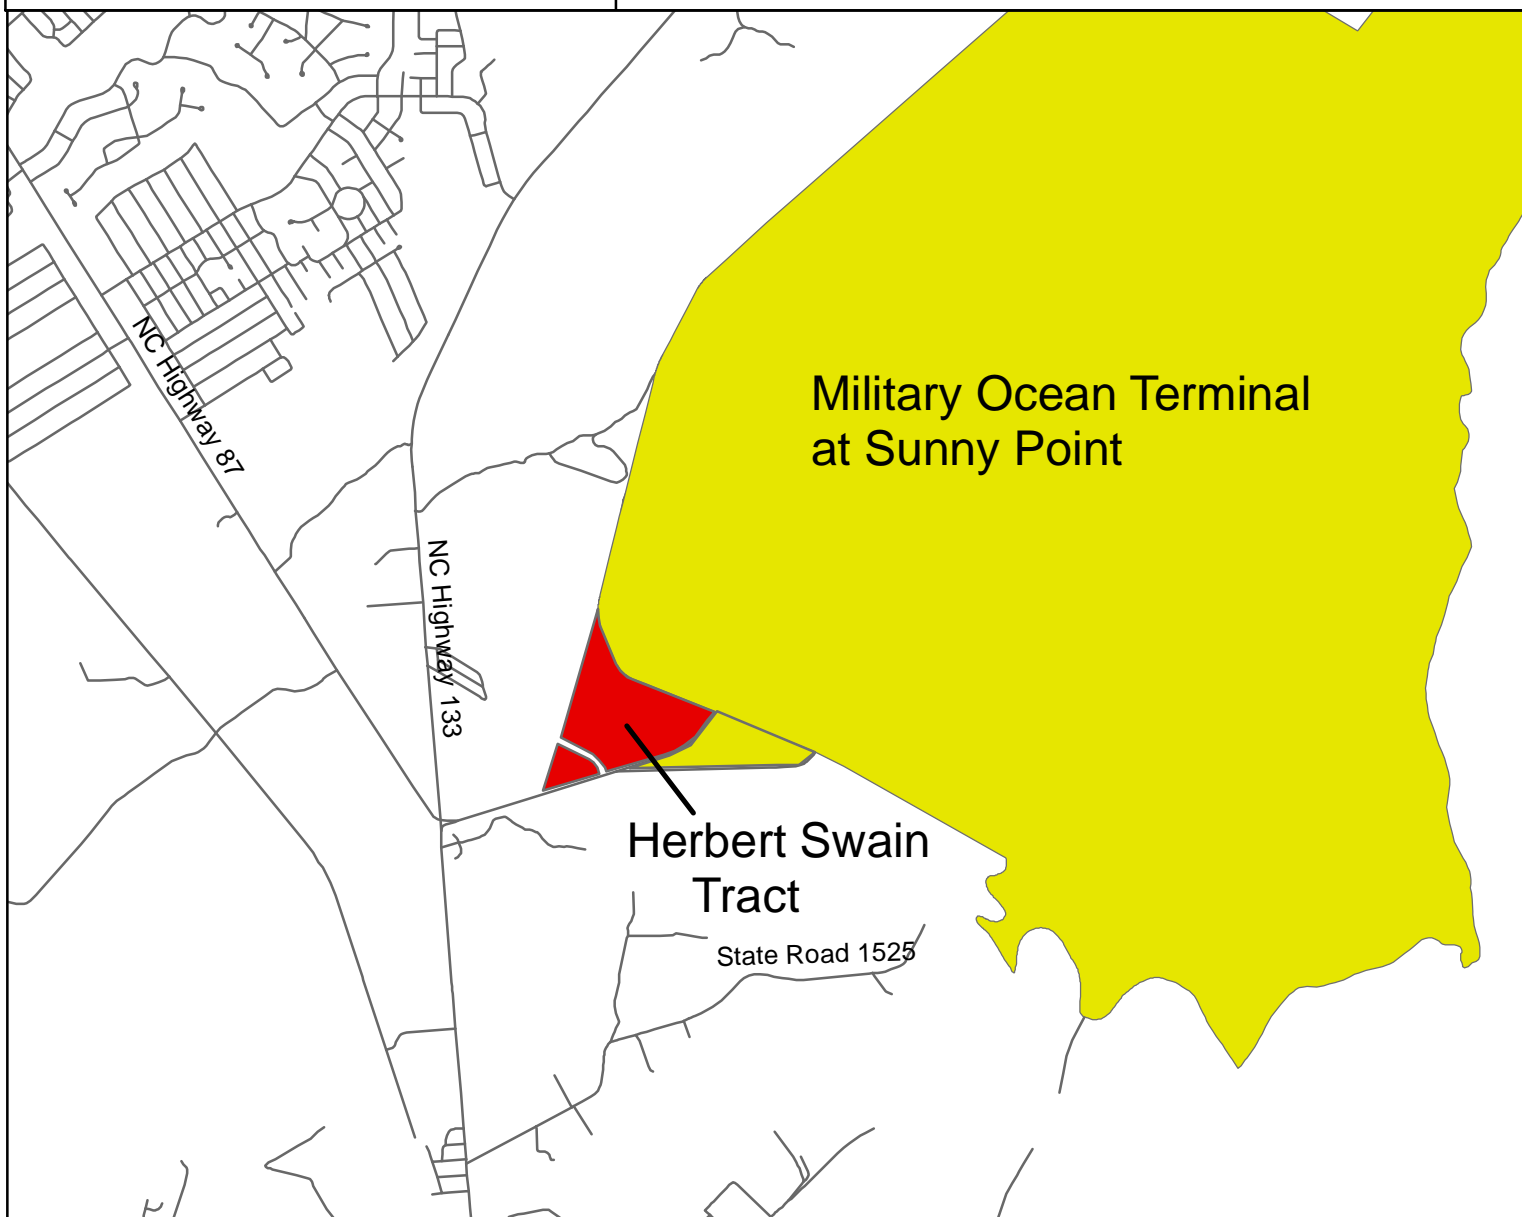 Military Ocean Terminal
at Sunny Point
NC Highway 87
NC Highway 133
Herbert Swain
Tract
State Road 1525